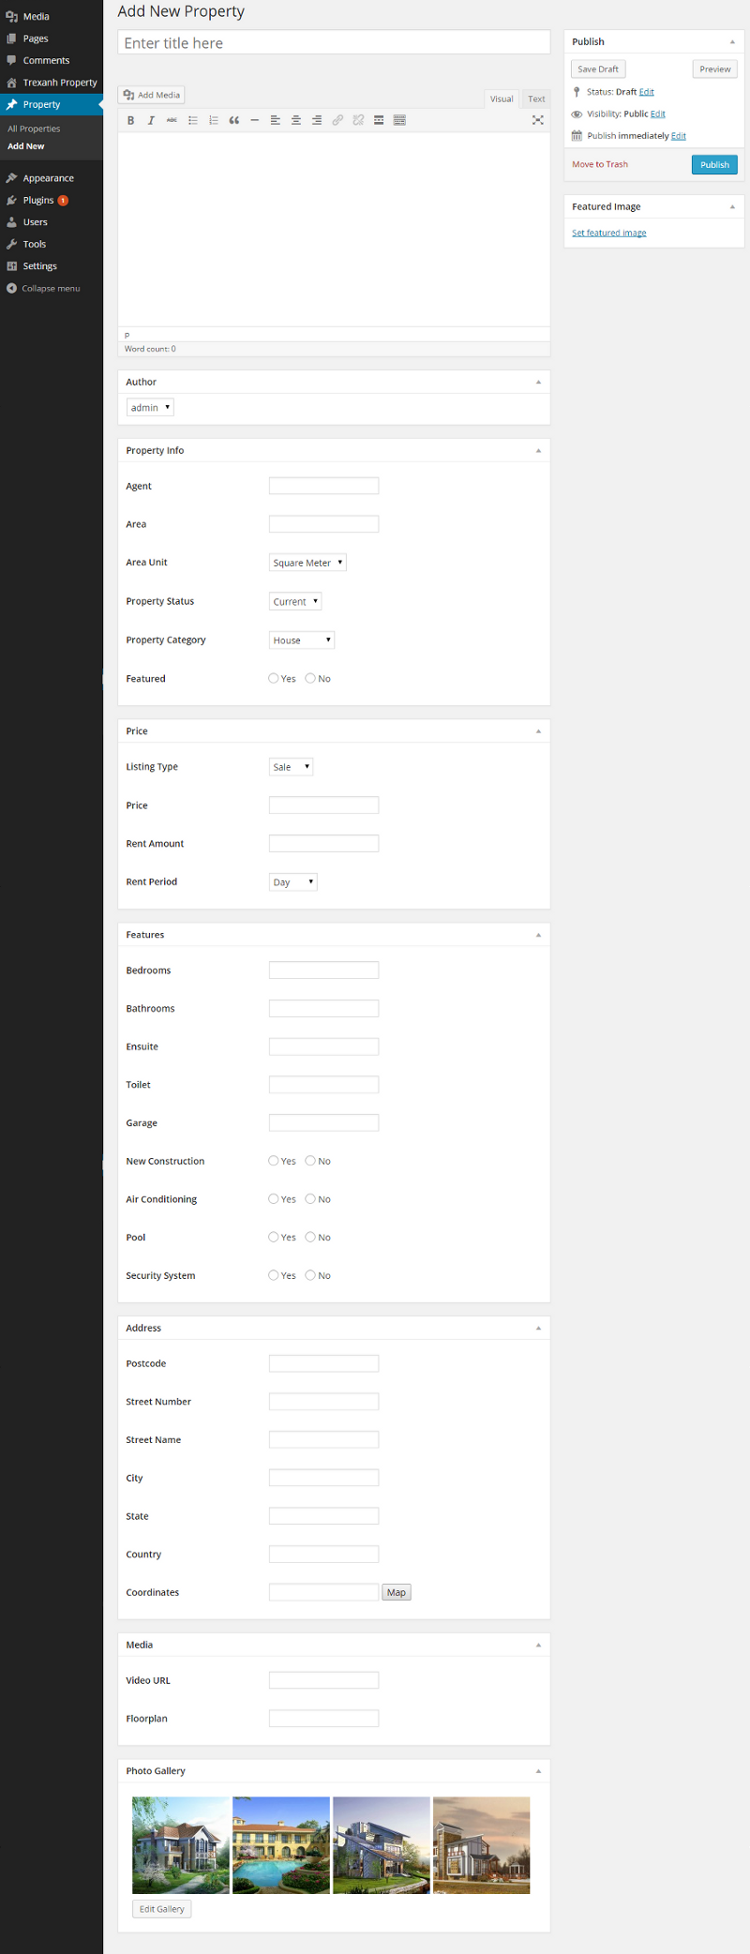 Media
Pages
Comments
Trexanh Property
Property
All Properties
Add New
Appearance
Plugins 1
Users
Tools
Settings
Collapse menu
Add New Property
Enter title here
Add Media
Visual Text
B I ABC
P
Word count: 0
Author
admin
Property Info
Agent
Area
Area Unit Square Meter
Property Status Current
Property Category House
Featured Yes No
Price
Listing Type Sale
Price
Rent Amount
Rent Period Day
Features
Bedrooms
Bathrooms
Ensuite
Toilet
Garage
New Construction Yes No
Air Conditioning Yes No
Pool Yes No
Security System Yes No
Address
Postcode
Street Number
Street Name
City
State
Country
Coordinates Map
Media
Video URL
Floorplan
Photo Gallery
Edit Gallery
Publish
Save Draft Preview
Status: Draft Edit
Visibility: Public Edit
Publish immediately Edit
Move to Trash Publish
Featured Image
Set featured image